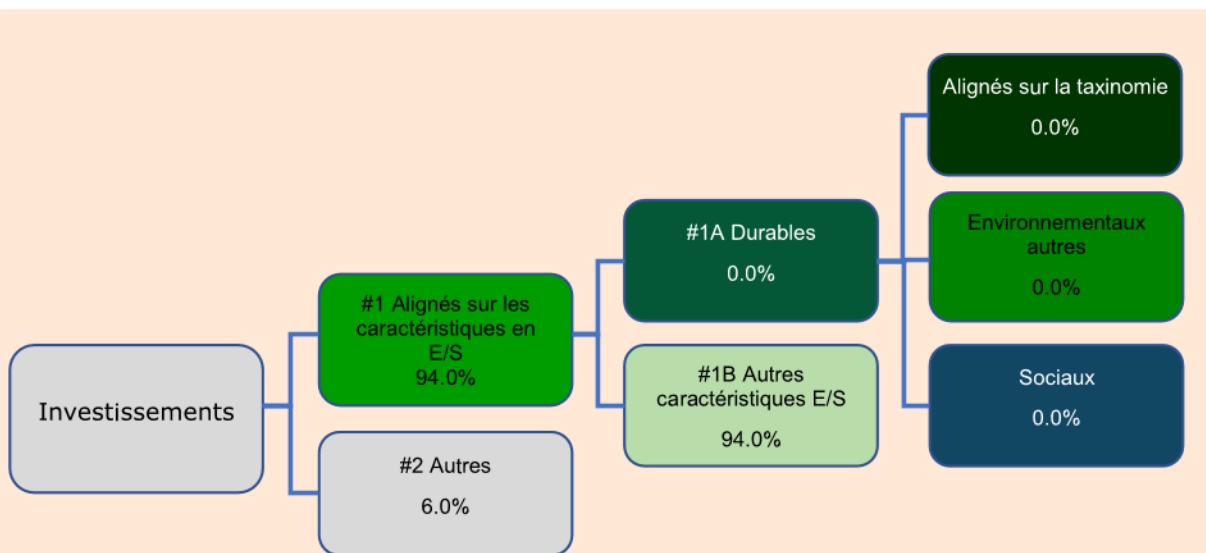 Investissements
#1 Alignés sur les
caractéristiques en
E/S
94.0%
#2 Autres
6.0%
#1A Durables
0.0%
#1B Autres
caractéristiques E/S
94.0%
Alignés sur la taxinomie
0.0%
Environnementaux
autres
0.0%
Sociaux
0.0%